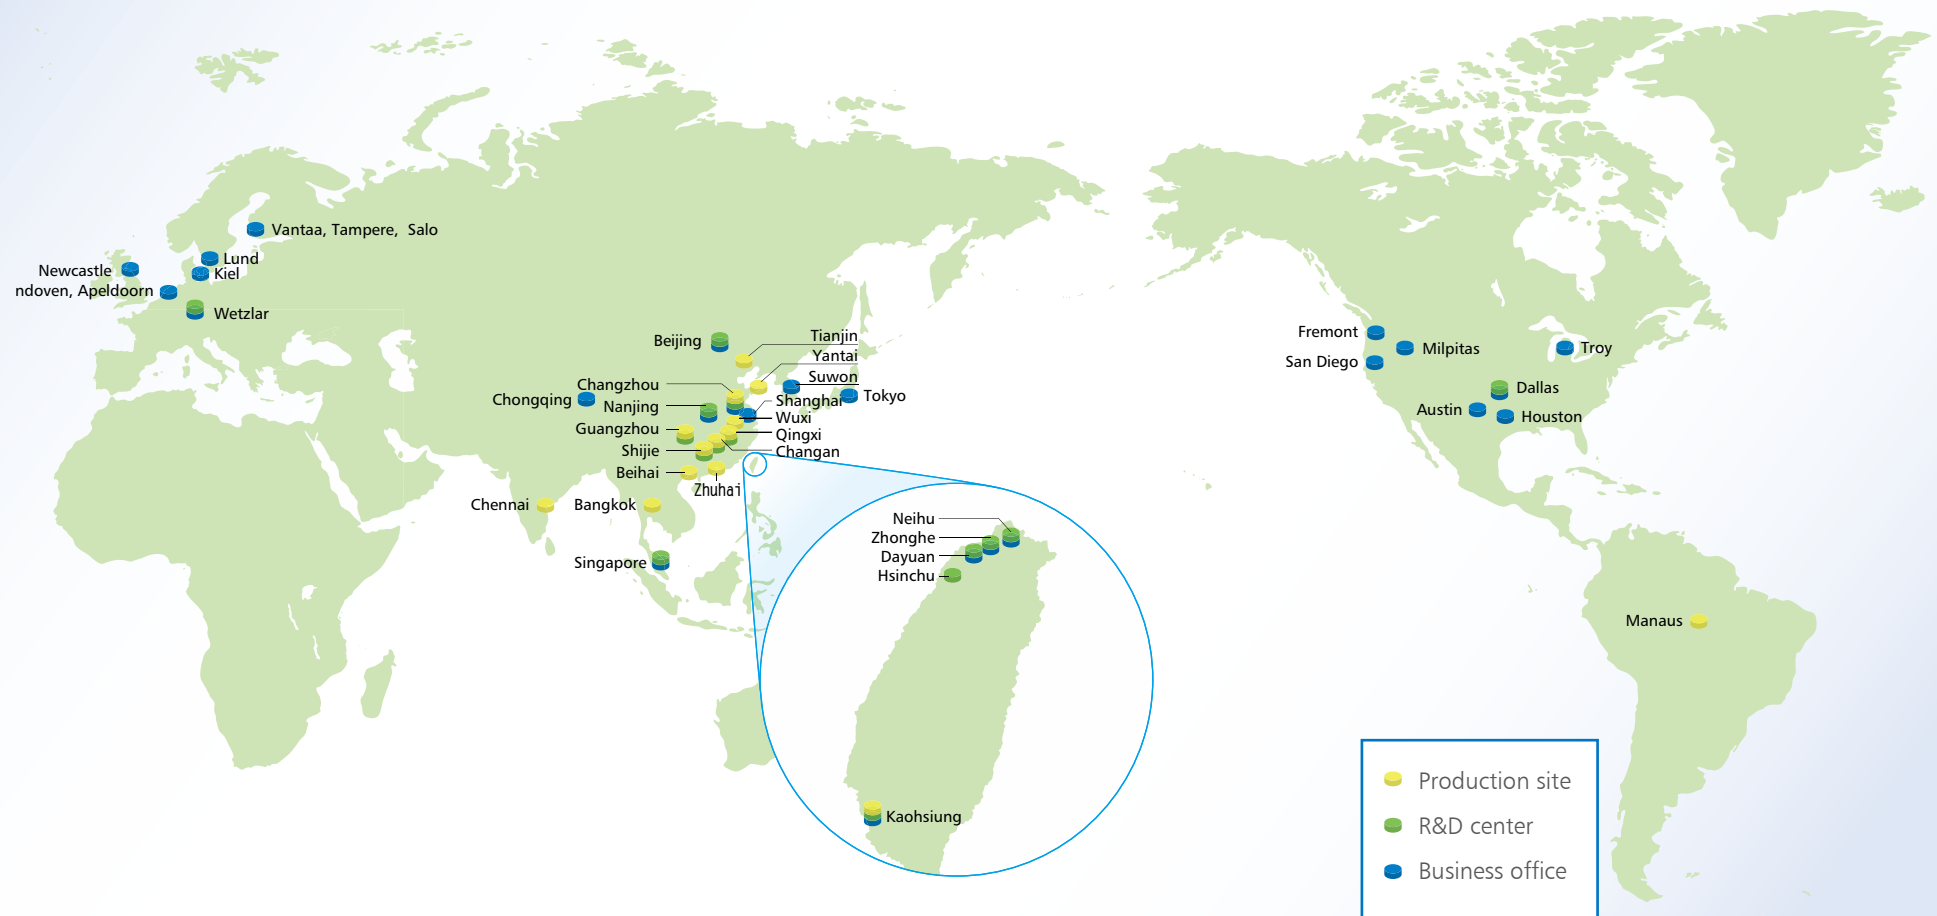 Vantaa, Tampere, Salo
Lund
Newcastle
Kiel
ndoven, Apeldoorn
Wetzlar
Beijing
Tianjin
Yantai
Suwon
Changzhou
Chongqing
Nanjing
Shanghai
Tokyo
Wuxi
Guangzhou
Qingxi
Shijie
Changan
Beihai
Zhuhai
Chennai
Bangkok
Singapore
Neihu
Zhonghe
Dayuan
Hsinchu
Kaohsiung
Fremont
Milpitas
San Diego
Troy
Dallas
Austin
Houston
Manaus
Production site
R&D center
Business office